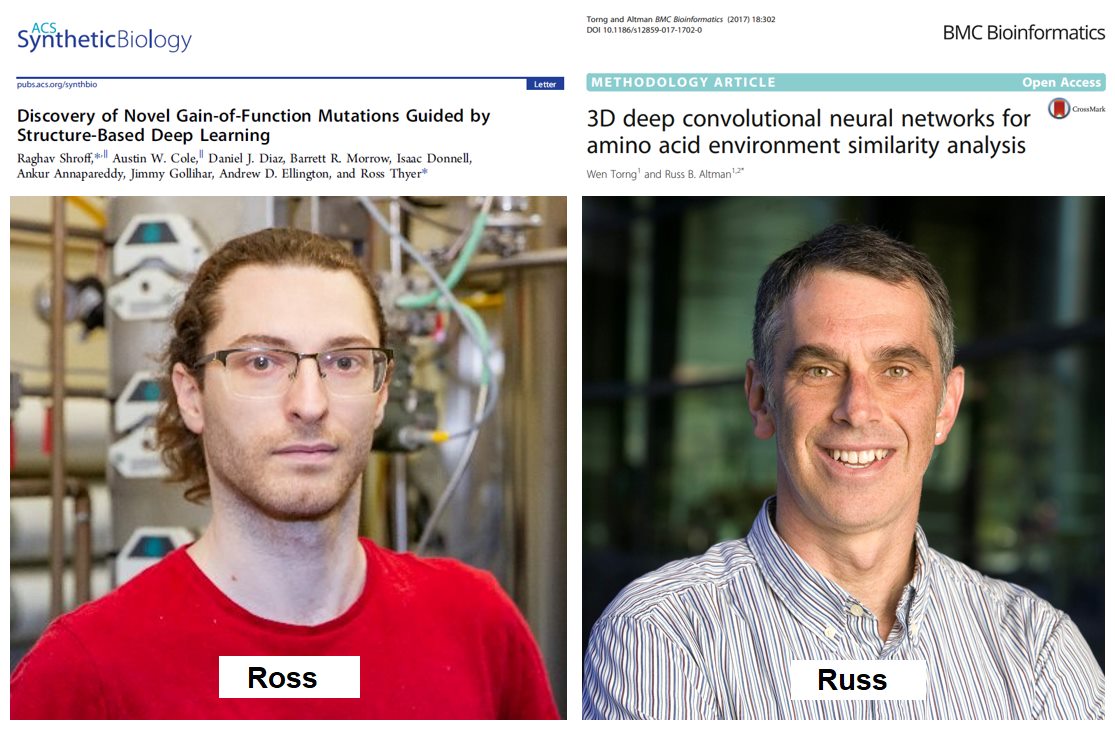 ACS
SyntheticBiology
pubs.acs.org/synthbio
Letter
Discovery of Novel Gain-of-Function Mutations Guided by
Structure-Based Deep Learning
Raghav Shroff,*,∥ Austin W. Cole,∥ Daniel J. Diaz, Barrett R. Morrow, Isaac Donnell,
Ankur Annapareddy, Jimmy Gollihar, Andrew D. Ellington, and Ross Thyer*
Ross
Torng and Altman BMC Bioinformatics (2017) 18:302
DOI 10.1186/s12859-017-1702-0
BMC Bioinformatics
METHODOLOGY ARTICLE
Open Access
CrossMark
3D deep convolutional neural networks for
amino acid environment similarity analysis
Wen Torng1 and Russ B. Altman1,2*
Russ